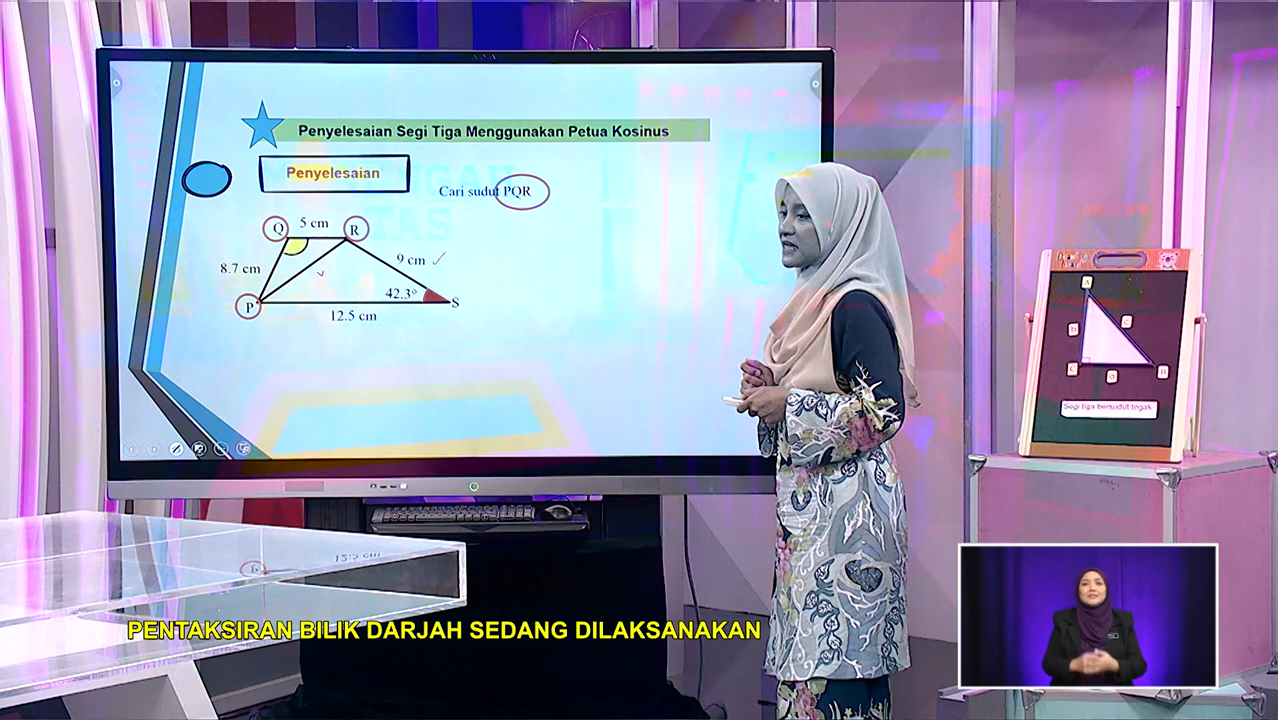 Penyelesaian Segi Tiga Menggunakan Petua Kosinus
Penyelesaian
Cari sudut PQR
Q
5 cm
R
8.7 cm
9 cm
42.3°
P
S
12.5 cm
A
b
C
C
a
B
Segi tiga bersudut tegak
PENTAKSIRAN BILIK DARJAH SEDANG DILAKSANAKAN